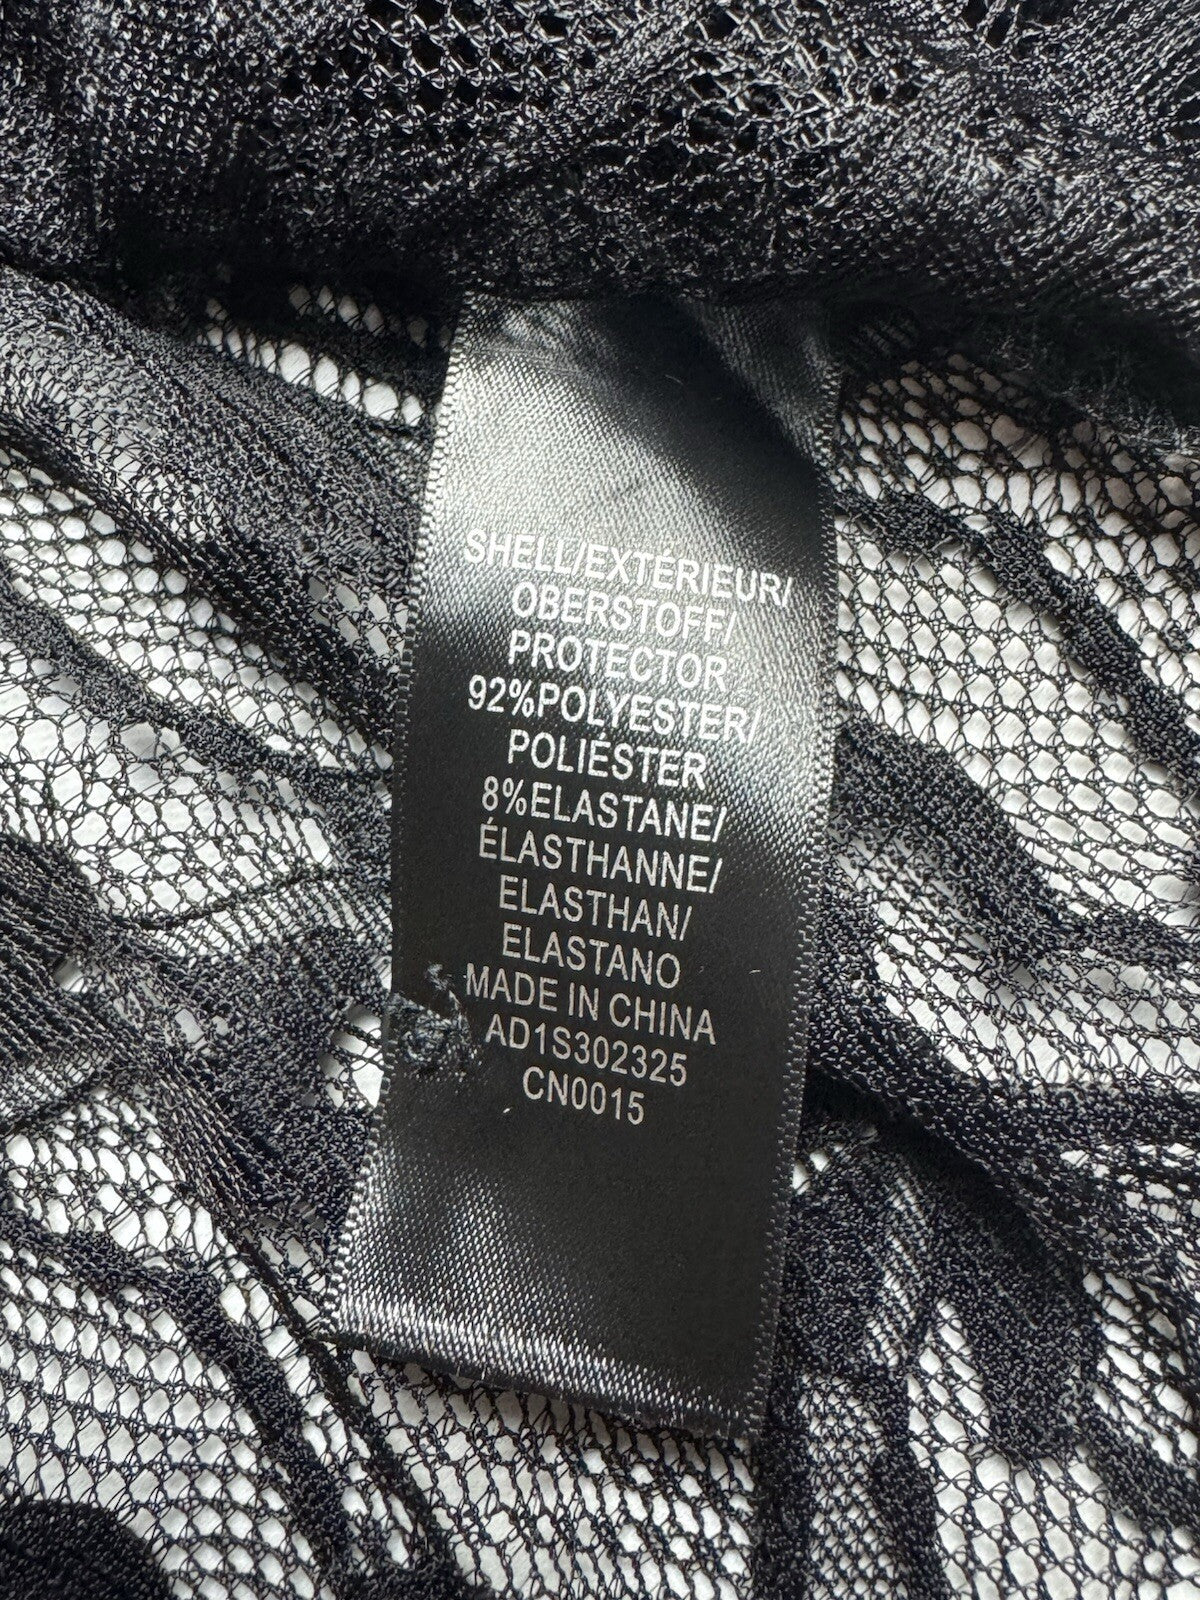 SHELL/EXTÉRIEUR/
OBERSTOFF/
PROTECTOR
92%POLYESTER/
POLIÉSTER
8%ELASTANE/
ÉLASTHANNE/
ELASTHAN/
ELASTANO
MADE IN CHINA
AD1S302325
CN0015